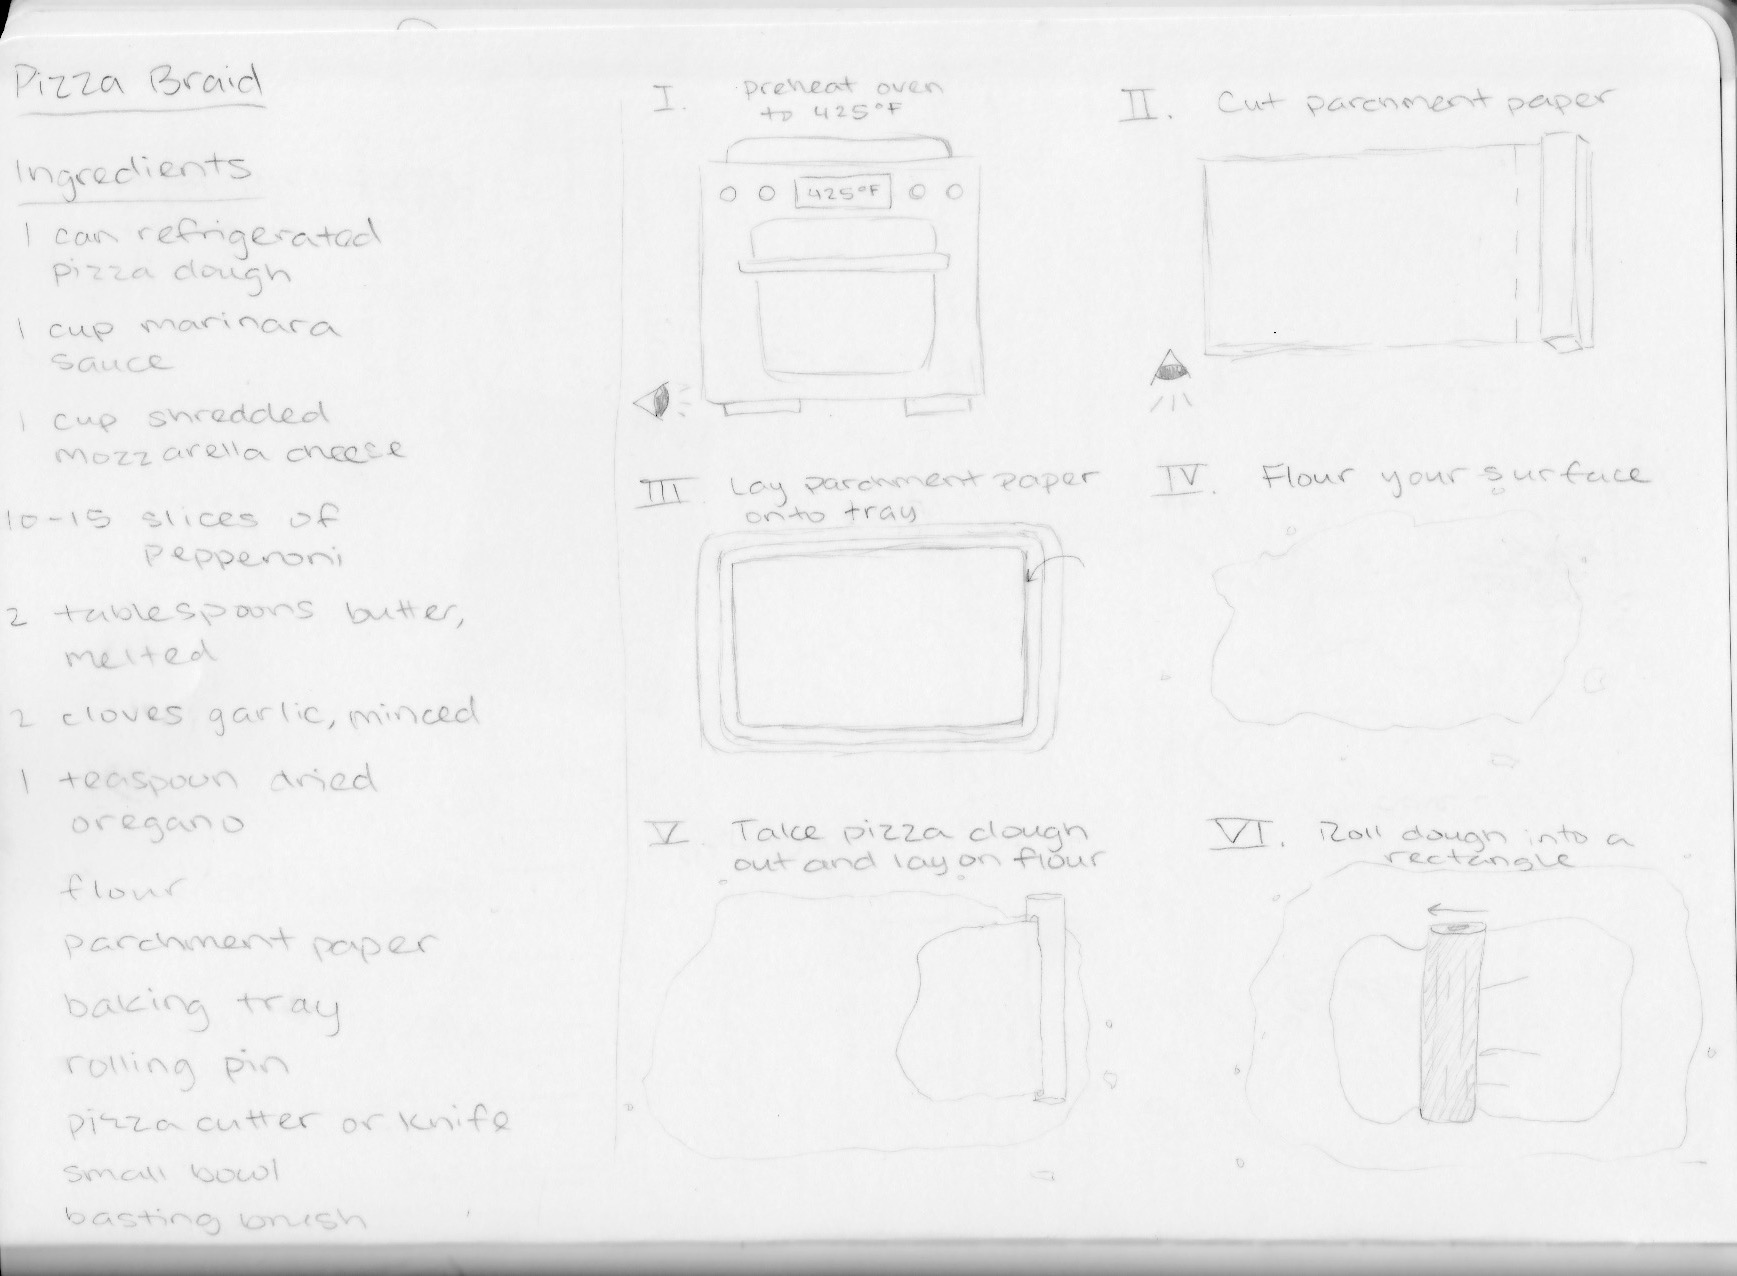 Pizza Braid
Ingredients
1 can refrigerated
pizza dough
1 cup marinara
sauce
1 cup shredded
mozzarella cheese
10-15 slices of
pepperoni
2 tablespoons butter,
melted
2 cloves garlic, minced
1 teaspoon dried
oregano
flour
parchment paper
baking tray
rolling pin
pizza cutter or knife
small bowl
basting brush
I. preheat oven
to 425°F
425°F
II. Cut parchment paper
III. Lay parchment paper
onto tray
IV. Flour your surface
V. Take pizza dough
out and lay on flour
VI. Roll dough into a
rectangle